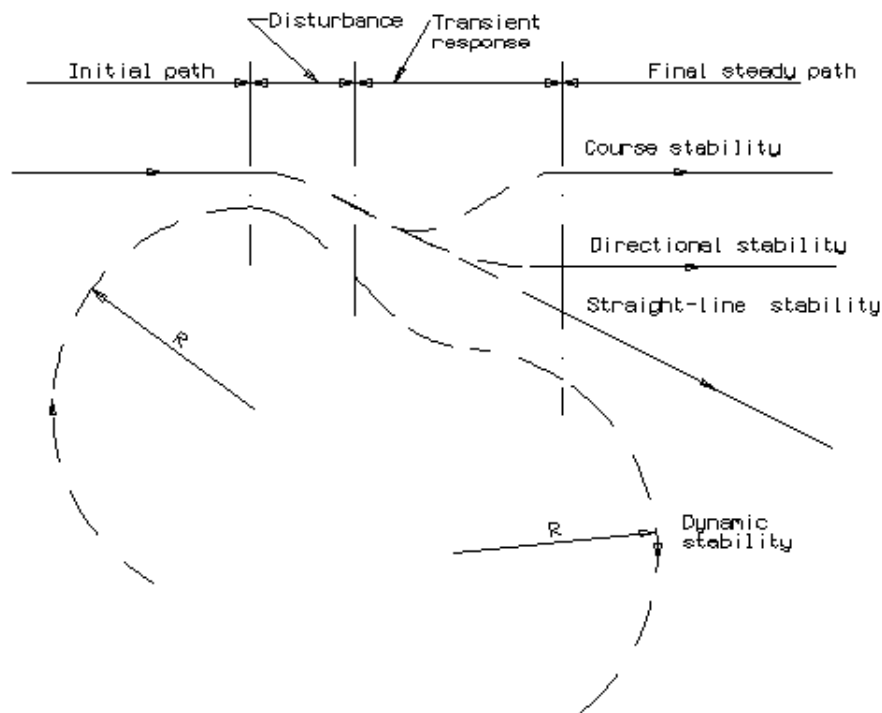 Disturbance
Transient
response
Initial path
Final steady path
Course stability
Directional stability
Straight-line stability
R
R
Dynamic
stability